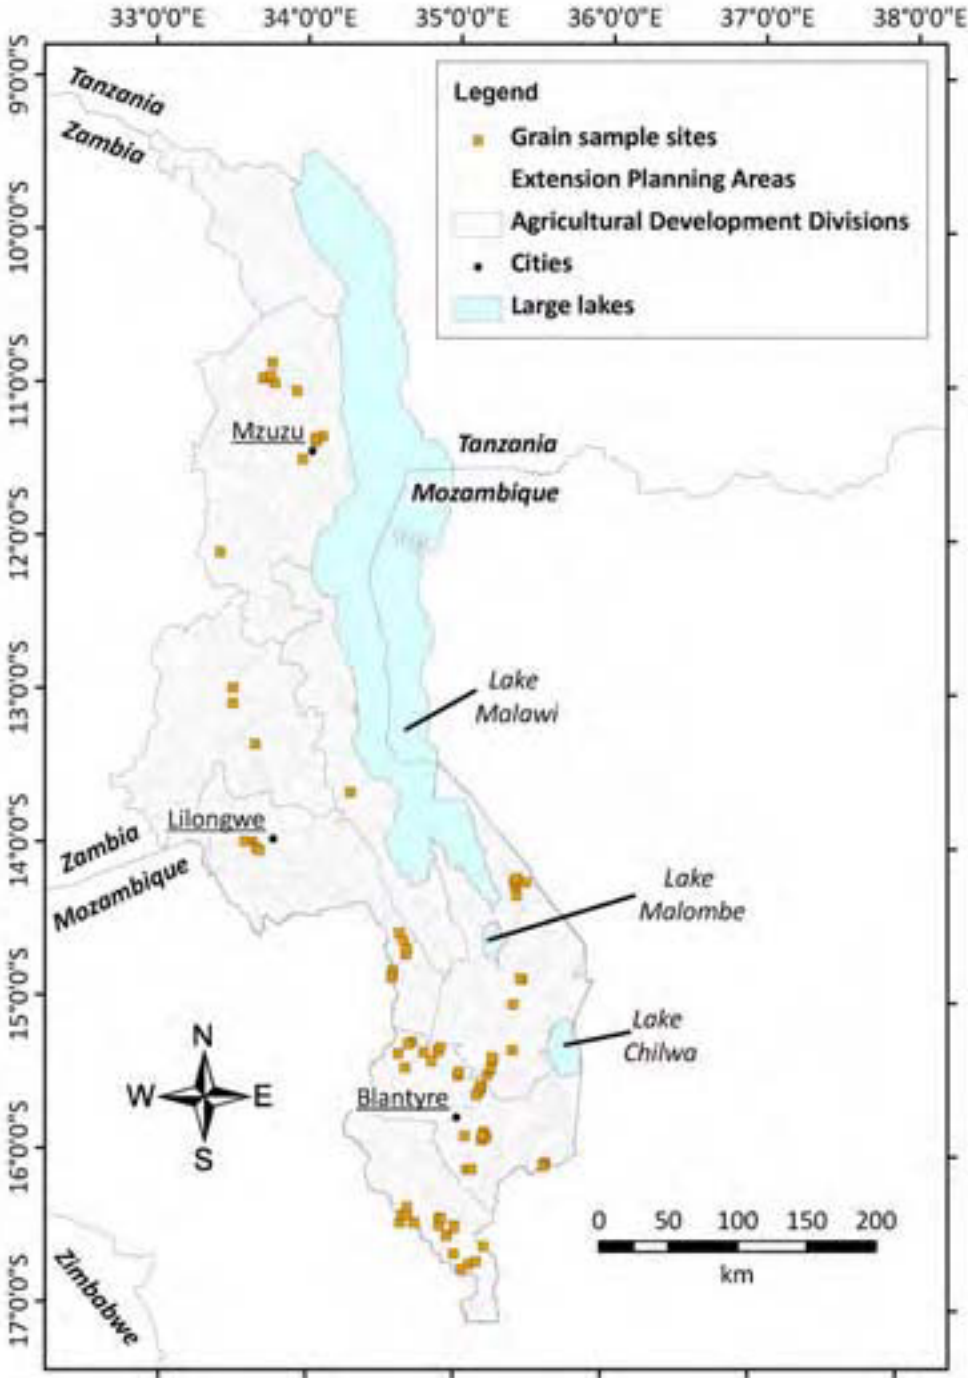 33°0'0"E 34°0'0"E 35°0'0"E 36°0'0"E 37°0'0"E 38°0'0"E
9°0'0"S
10°0'0"S
11°0'0"S
12°0'0"S
13°0'0"S
14°0'0"S
15°0'0"S
16°0'0"S
17°0'0"S
Legend
Grain sample sites
Extension Planning Areas
Agricultural Development Divisions
Cities
Large lakes
Tanzania
Zambia
Mzuzu
Tanzania
Mozambique
Lake
Malawi
Lilongwe
Zambia
Mozambique
Lake
Malombe
Lake
Chilwa
N
W E
S
Blantyre
0 50 100 150 200
km
Zimbabwe